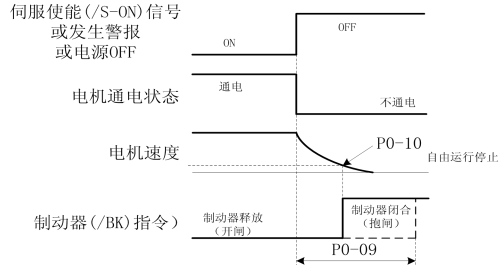 伺服使能(/S-ON)信号
或发生警报
或电源OFF
ON
OFF
电机通电状态
通电
不通电
电机速度
P0-10
自由运行停止
制动器(/BK)指令)
制动器释放
(开闸)
制动器闭合
(抱闸)
P0-09